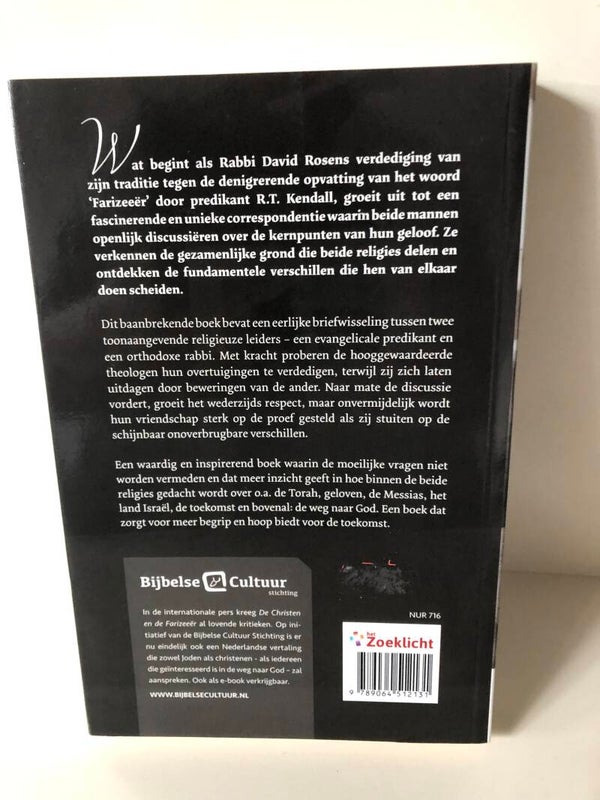 Wat begint als Rabbi David Rosens verdediging van
zijn traditie tegen de denigrerende opvatting van het woord
‘Farizeeër’ door predikant R.T. Kendall, groeit uit tot een
fascinerende en unieke correspondentie waarin beide mannen
openlijk discussiëren over de kernpunten van hun geloof. Ze
verkennen de gezamenlijke grond die beide religies delen en
ontdekken de fundamentele verschillen die hen van elkaar
doen scheiden.
Dit baanbrekende boek bevat een eerlijke briefwisseling tussen twee
toonaangevende religieuze leiders – een evangelicale predikant en
een orthodoxe rabbi. Met kracht proberen de hooggewaardeerde
theologen hun overtuigingen te verdedigen, terwijl zij zich laten
uitdagen door beweringen van de ander. Naar mate de discussie
vordert, groeit het wederzijds respect, maar onvermijdelijk wordt
hun vriendschap sterk op de proef gesteld als zij stuiten op de
schijnbaar onoverbrugbare verschillen.
Een waardig en inspirerend boek waarin de moeilijke vragen niet
worden vermeden en dat meer inzicht geeft in hoe binnen de beide
religies gedacht wordt over o.a. de Torah, geloven, de Messias, het
land Israël, de toekomst en bovenal: de weg naar God. Een boek dat
zorgt voor meer begrip en hoop biedt voor de toekomst.
Bijbelse Cultuur
stichting
In de internationale pers kreeg De Christen
en de Farizeeër al lovende kritieken. Op ini-
tiatief van de Bijbelse Cultuur Stichting is er
nu eindelijk ook een Nederlandse vertaling
die zowel Joden als christenen - als iedereen
die geïnteresseerd is in de weg naar God – zal
aanspreken. Ook als e-book verkrijgbaar.
WWW.BIJBELSECULTUUR.NL
NUR 716
het
Zoeklicht
9 789064 512131